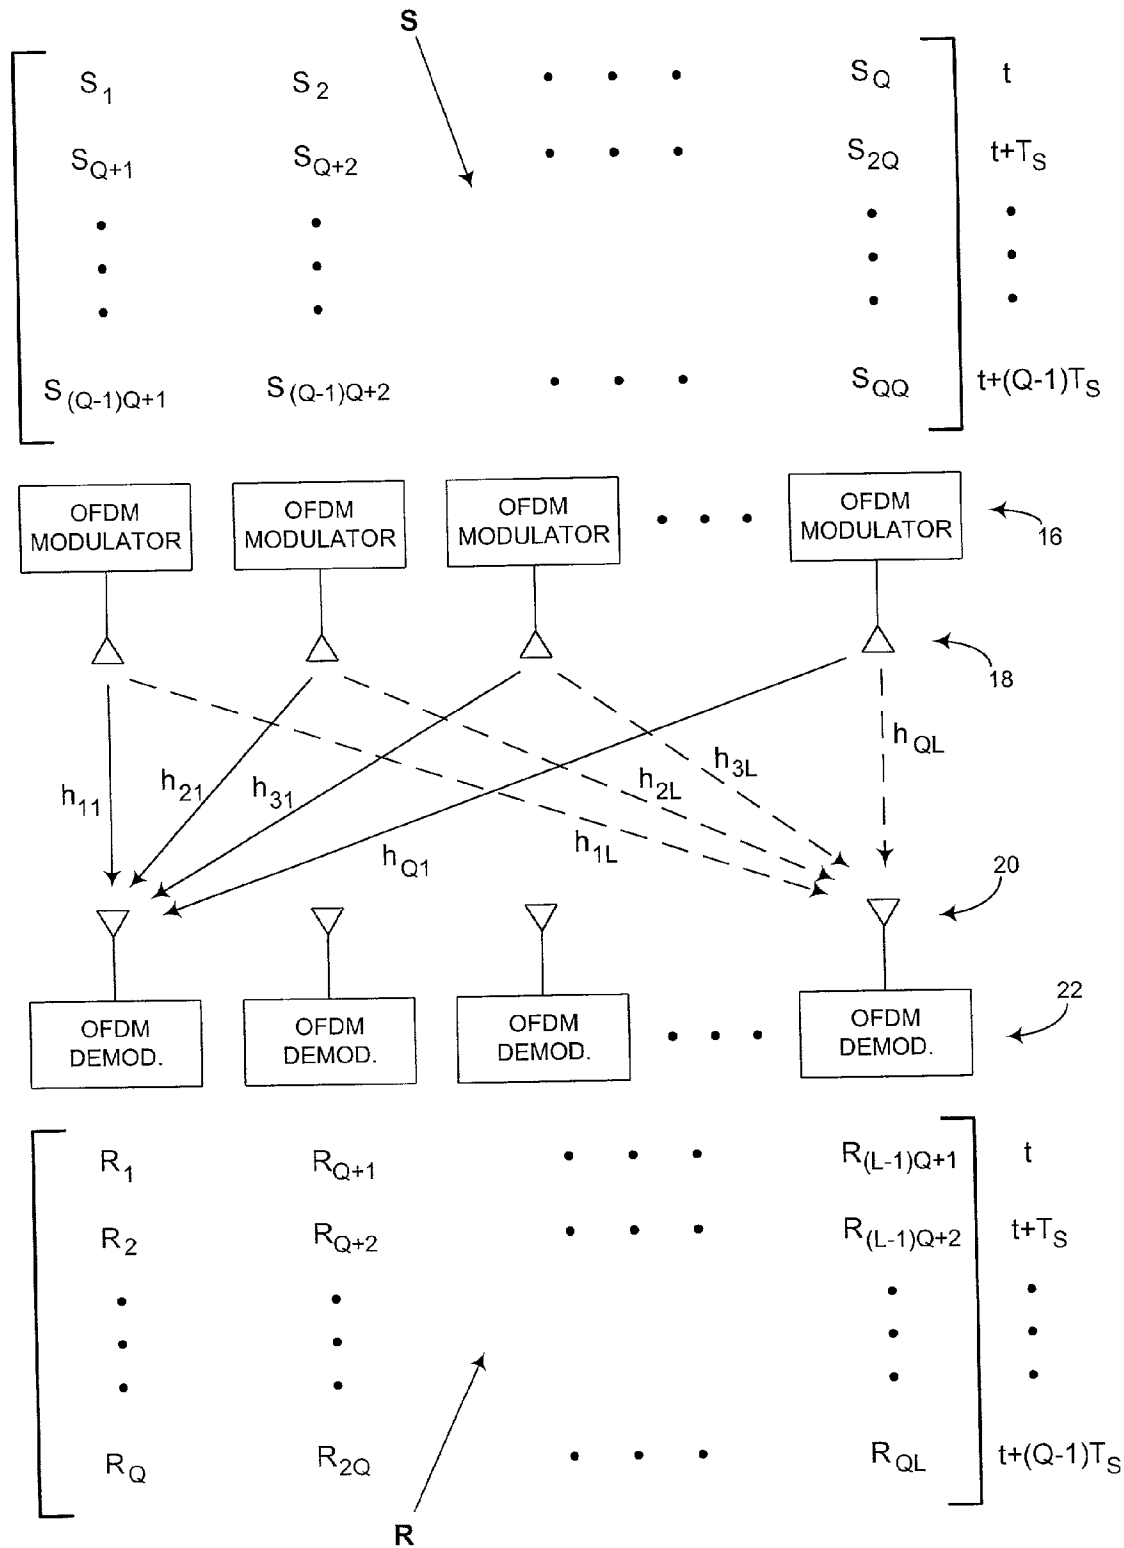 S
S1 S2 • • • SQ t
SQ+1 SQ+2 • • • S2Q t+TS
S(Q-1)Q+1 S(Q-1)Q+2 • • • SQQ t+(Q-1)TS
OFDM MODULATOR
OFDM MODULATOR
OFDM MODULATOR
• • •
OFDM MODULATOR
16
18
h11
h21
h31
hQ1
h1L
h2L
h3L
hQL
20
OFDM DEMOD.
OFDM DEMOD.
OFDM DEMOD.
• • •
OFDM DEMOD.
22
R1 RQ+1 • • • R(L-1)Q+1 t
R2 RQ+2 • • • R(L-1)Q+2 t+TS
RQ R2Q • • • RQL t+(Q-1)TS
R